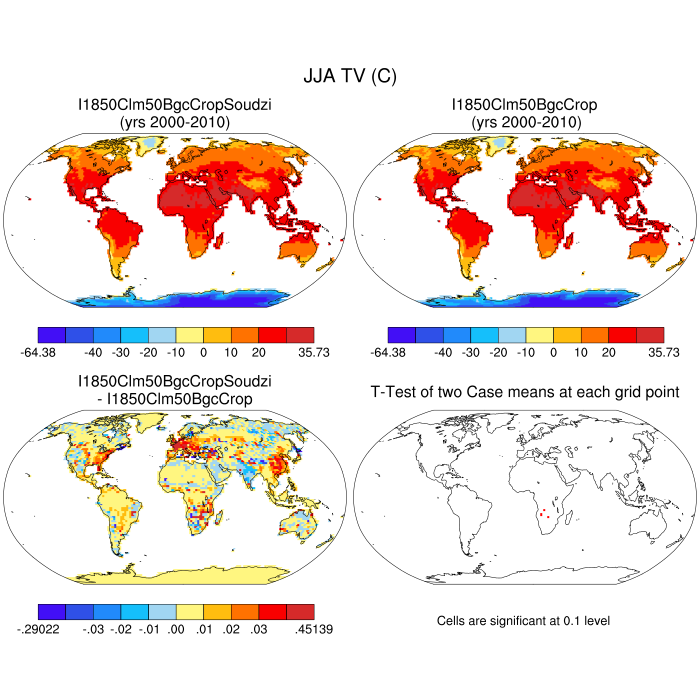 JJA TV (C)
I1850Clm50BgcCropSoudzi
(yrs 2000-2010)
I1850Clm50BgcCrop
(yrs 2000-2010)
-64.38 -40 -30 -20 -10 0 10 20 35.73
-64.38 -40 -30 -20 -10 0 10 20 35.73
I1850Clm50BgcCropSoudzi
- I1850Clm50BgcCrop
T-Test of two Case means at each grid point
-.29022 -.03 -.02 -.01 .00 .01 .02 .03 .45139
Cells are significant at 0.1 level